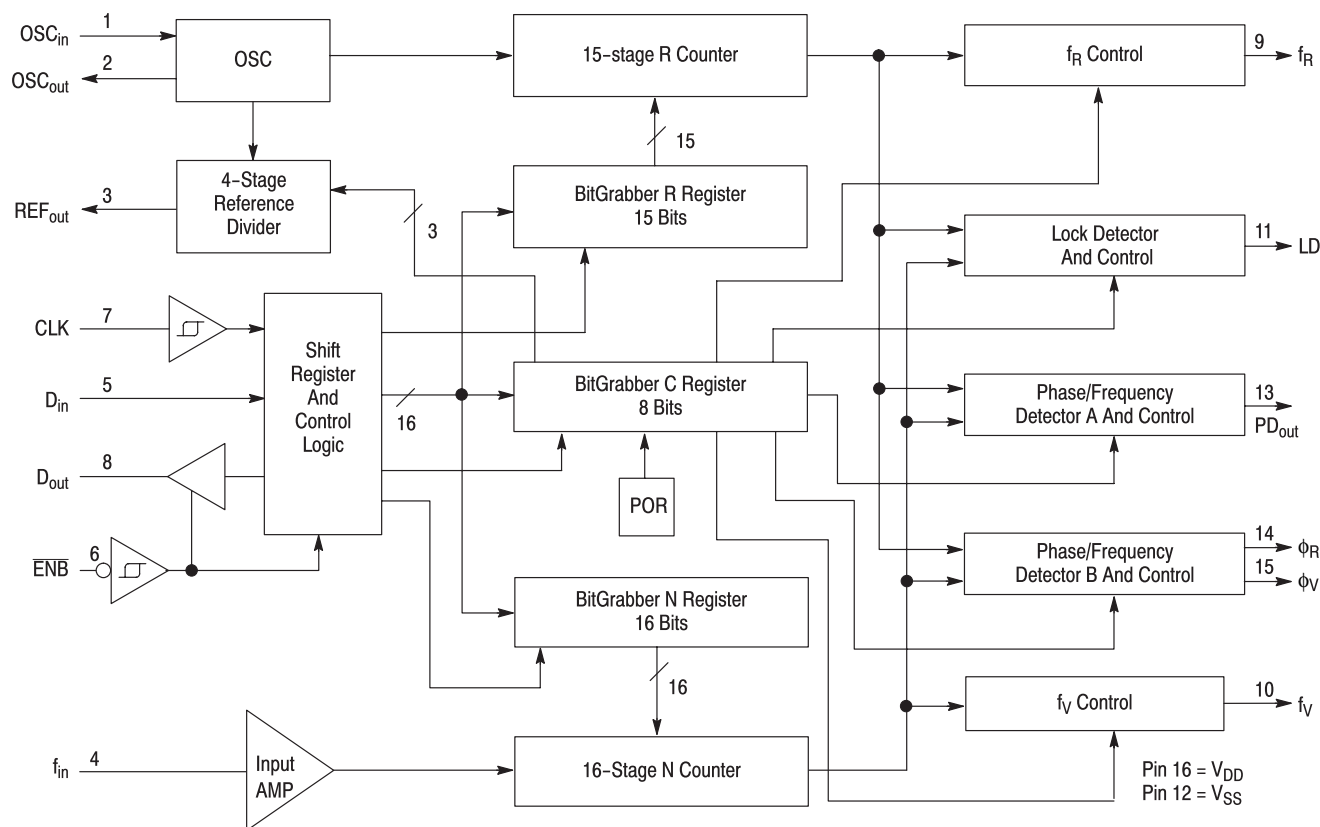 1
OSCin
2
OSCout
OSC
15-stage R Counter
fR Control
9
fR
15
4-Stage
Reference
Divider
3
REFout
3
BitGrabber R Register
15 Bits
Lock Detector
And Control
11
LD
CLK
7
Shift
Register
And
Control
Logic
Din
5
16
BitGrabber C Register
8 Bits
Phase/Frequency
Detector A And Control
13
PDout
Dout
8
POR
ENB
6
Phase/Frequency
Detector B And Control
14
ϕR
15
ϕV
BitGrabber N Register
16 Bits
16
fV Control
10
fV
fin
4
Input
AMP
16-Stage N Counter
Pin 16 = VDD
Pin 12 = VSS